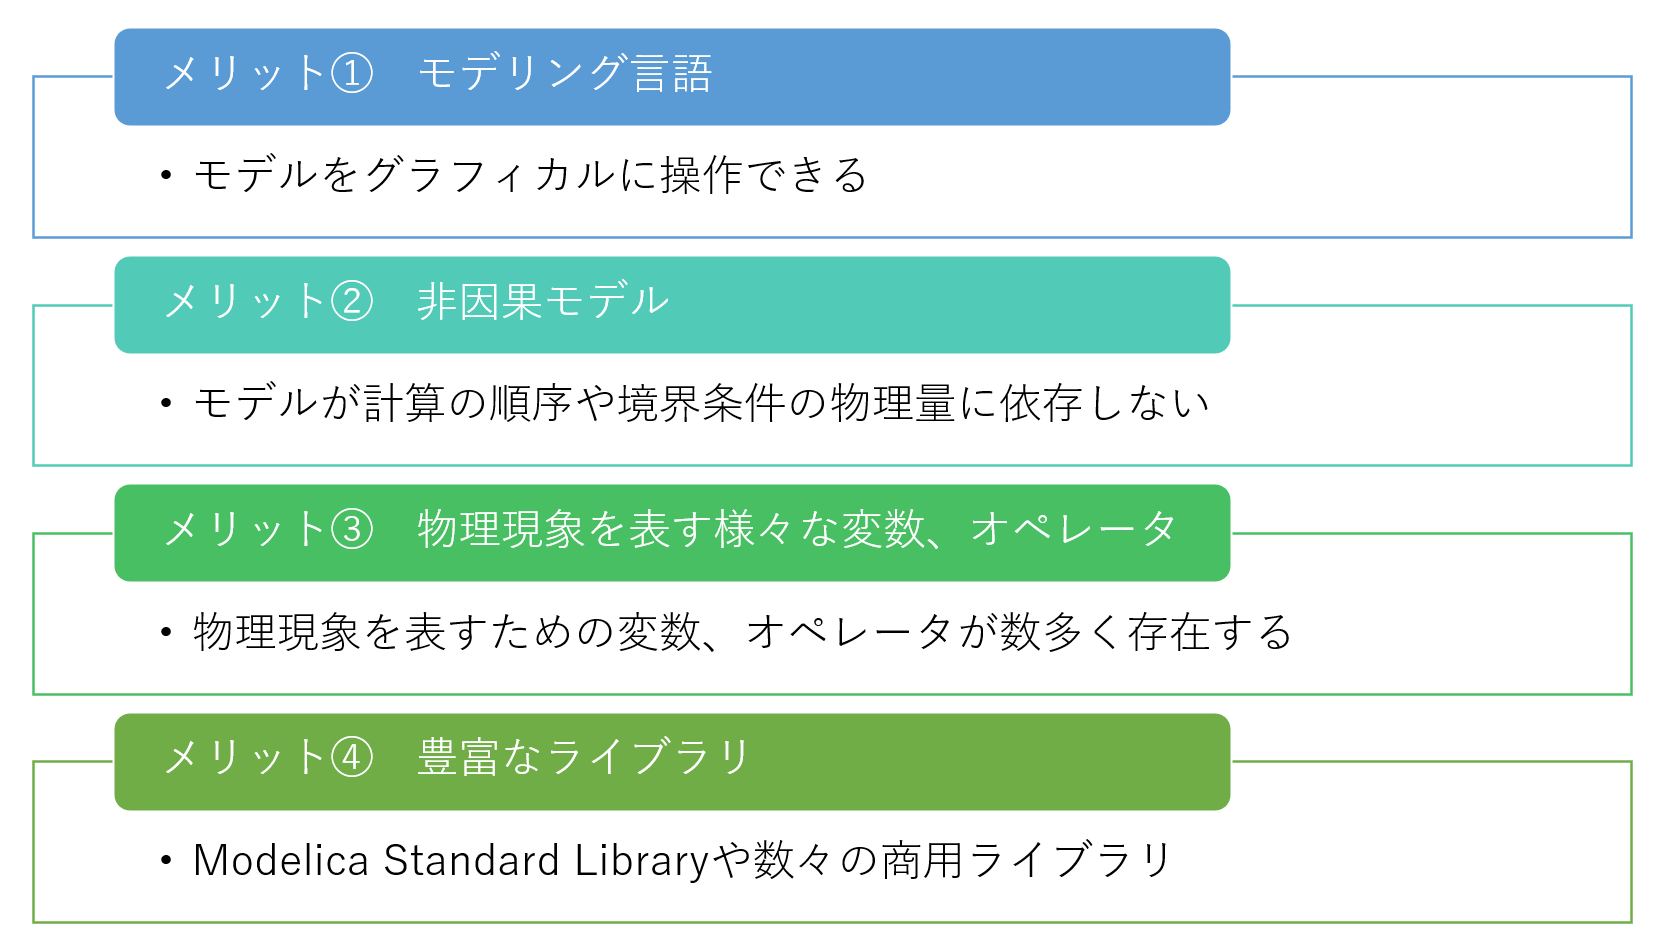 メリット①　モデリング言語
• モデルをグラフィカルに操作できる
メリット②　非因果モデル
• モデルが計算の順序や境界条件の物理量に依存しない
メリット③　物理現象を表す様々な変数、オペレータ
• 物理現象を表すための変数、オペレータが数多く存在する
メリット④　豊富なライブラリ
• Modelica Standard Libraryや数々の商用ライブラリ